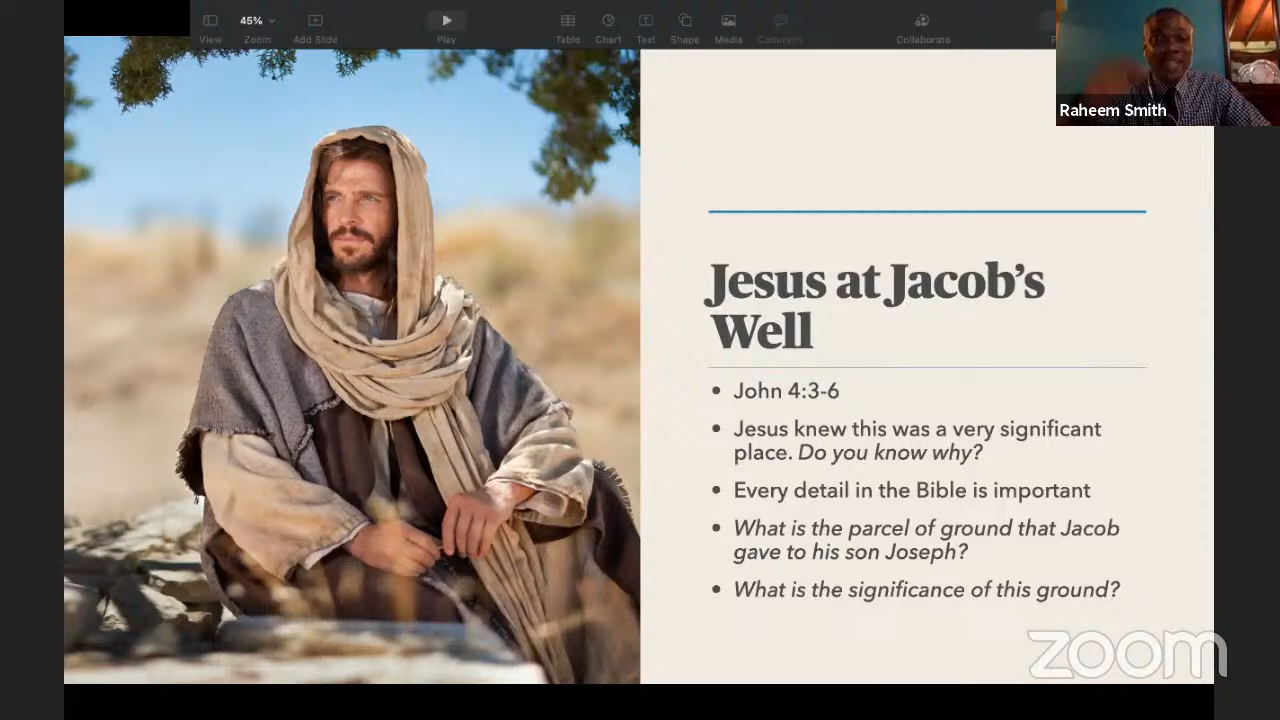 45%
View
Zoom
Add Slide
Play
Table
Chart
Text
Shape
Media
Comment
Collaborate
Raheem Smith
Jesus at Jacob's
Well
• John 4:3-6
• Jesus knew this was a very significant
place. Do you know why?
• Every detail in the Bible is important
• What is the parcel of ground that Jacob
gave to his son Joseph?
• What is the significance of this ground?
zoom